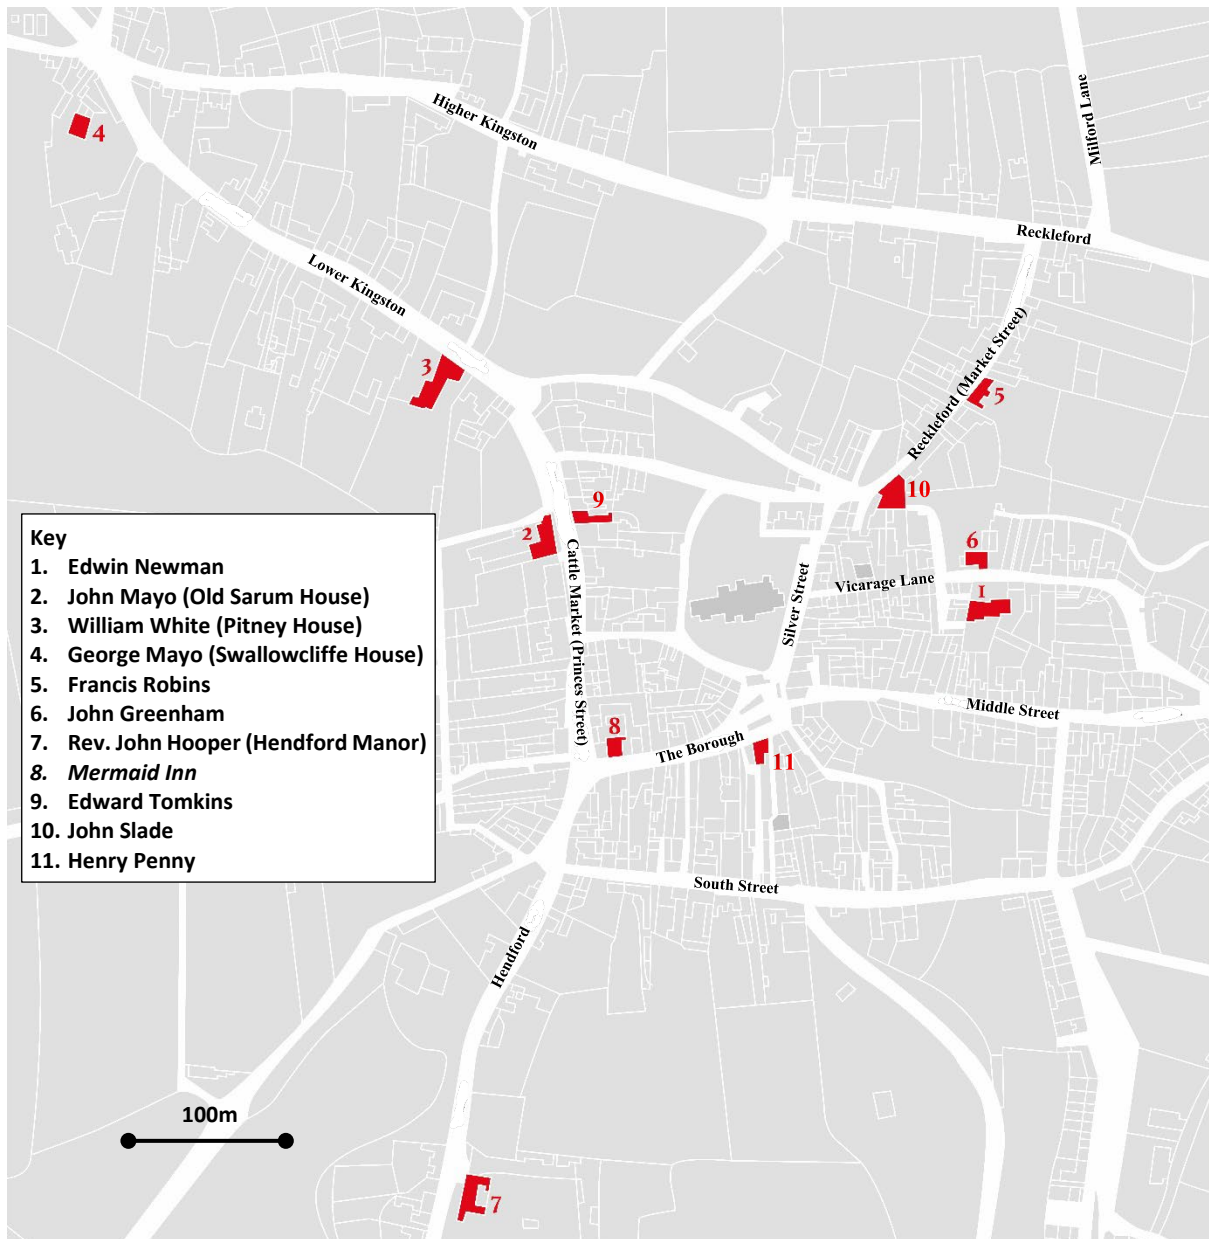 Milford Lane
Higher Kingston
4
Reckleford
Lower Kingston
Reckleford (Market Street)
3
5
10
9
2
Cattle Market (Princes Street)
6
Silver Street
Vicarage Lane
1
Middle Street
8
The Borough
11
South Street
Hendford
7
Key
1. Edwin Newman
2. John Mayo (Old Sarum House)
3. William White (Pitney House)
4. George Mayo (Swallowcliffe House)
5. Francis Robins
6. John Greenham
7. Rev. John Hooper (Hendford Manor)
8. Mermaid Inn
9. Edward Tomkins
10. John Slade
11. Henry Penny
100m